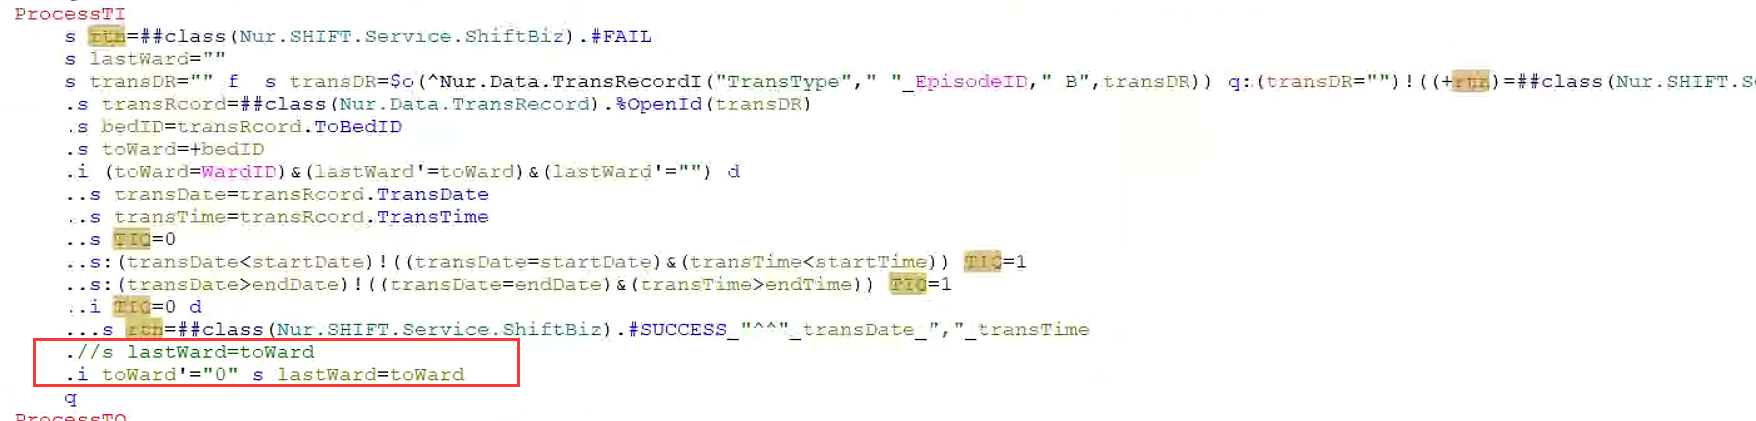 ProcessTI
s rtn=##class(Nur.SHIFT.Service.ShiftBiz).#FAIL
s lastWard=""
s transDR="" f  s transDR=$o(^Nur.Data.TransRecordI("TransType"," "_EpisodeID," B",transDR)) q:(transDR="")!((+rtn)=##class(Nur.SHIFT.S
.s transRcord=##class(Nur.Data.TransRecord).%OpenId(transDR)
.s bedID=transRcord.ToBedID
.s toWard=+bedID
.i (toWard=WardID)&(lastWard'=toWard)&(lastWard'="") d
..s transDate=transRcord.TransDate
..s transTime=transRcord.TransTime
..s TIC=0
..s:(transDate<startDate)!((transDate=startDate)&(transTime<startTime)) TIC=1
..s:(transDate>endDate)!((transDate=endDate)&(transTime>endTime)) TIC=1
..i TIC=0 d
...s rtn=##class(Nur.SHIFT.Service.ShiftBiz).#SUCCESS_"^^"_transDate_","_transTime
.//s lastWard=toWard
.i toWard'="0" s lastWard=toWard
q
ProcessTO